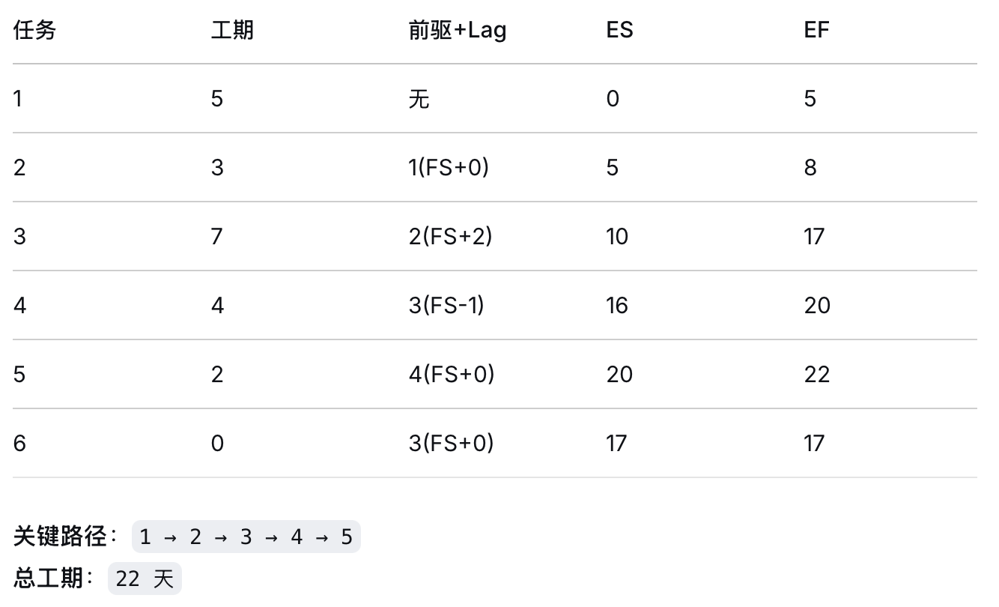 任务 工期 前驱+Lag ES EF
1 5 无 0 5
2 3 1(FS+0) 5 8
3 7 2(FS+2) 10 17
4 4 3(FS-1) 16 20
5 2 4(FS+0) 20 22
6 0 3(FS+0) 17 17
关键路径： 1 → 2 → 3 → 4 → 5
总工期： 22 天